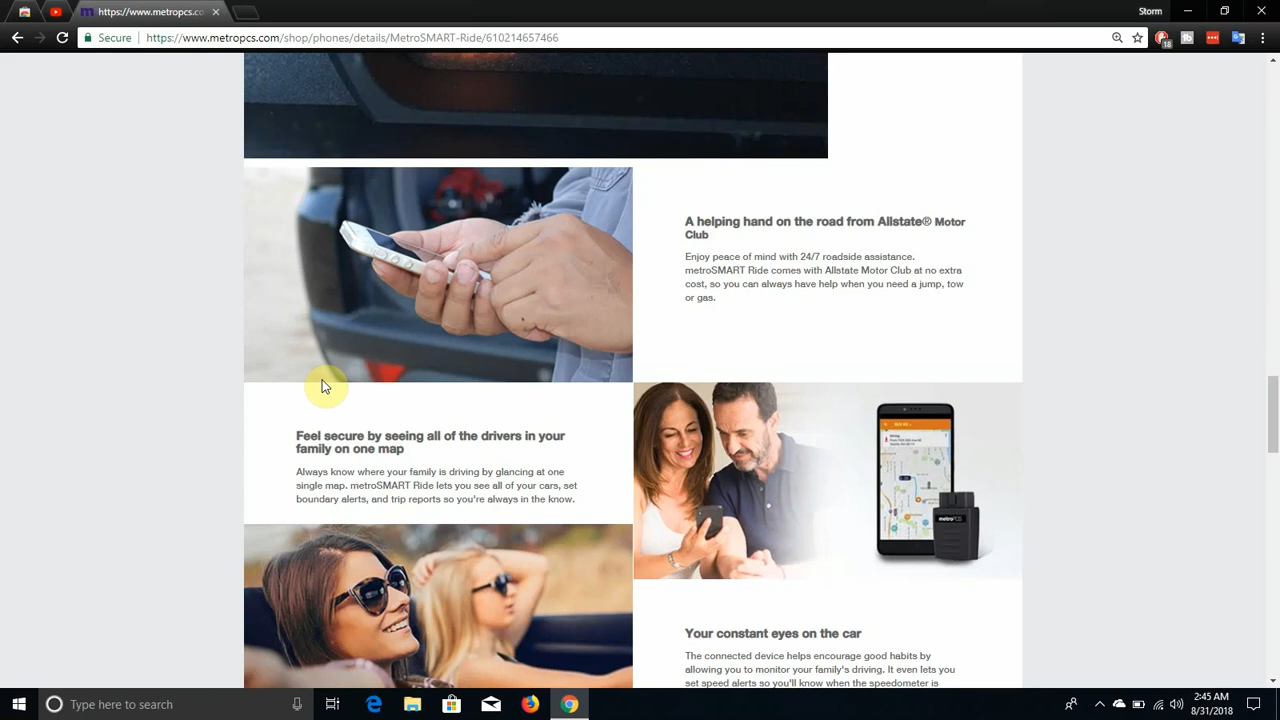 https://www.metropcs.co
Storm
Secure
https://www.metropcs.com/shop/phones/details/MetroSMART-Ride/610214657466
18
A helping hand on the road from Allstate® Motor
Club
Enjoy peace of mind with 24/7 roadside assistance.
metroSMART Ride comes with Allstate Motor Club at no extra
cost, so you can always have help when you need a jump, tow
or gas.
Feel secure by seeing all of the drivers in your
family on one map
Always know where your family is driving by glancing at one
single map. metroSMART Ride lets you see all of your cars, set
boundary alerts, and trip reports so you're always in the know.
metroPCS
Your constant eyes on the car
The connected device helps encourage good habits by
allowing you to monitor your family's driving. It even lets you
set speed alerts so you'll know when the speedometer is
Type here to search
2:45 AM
8/31/2018